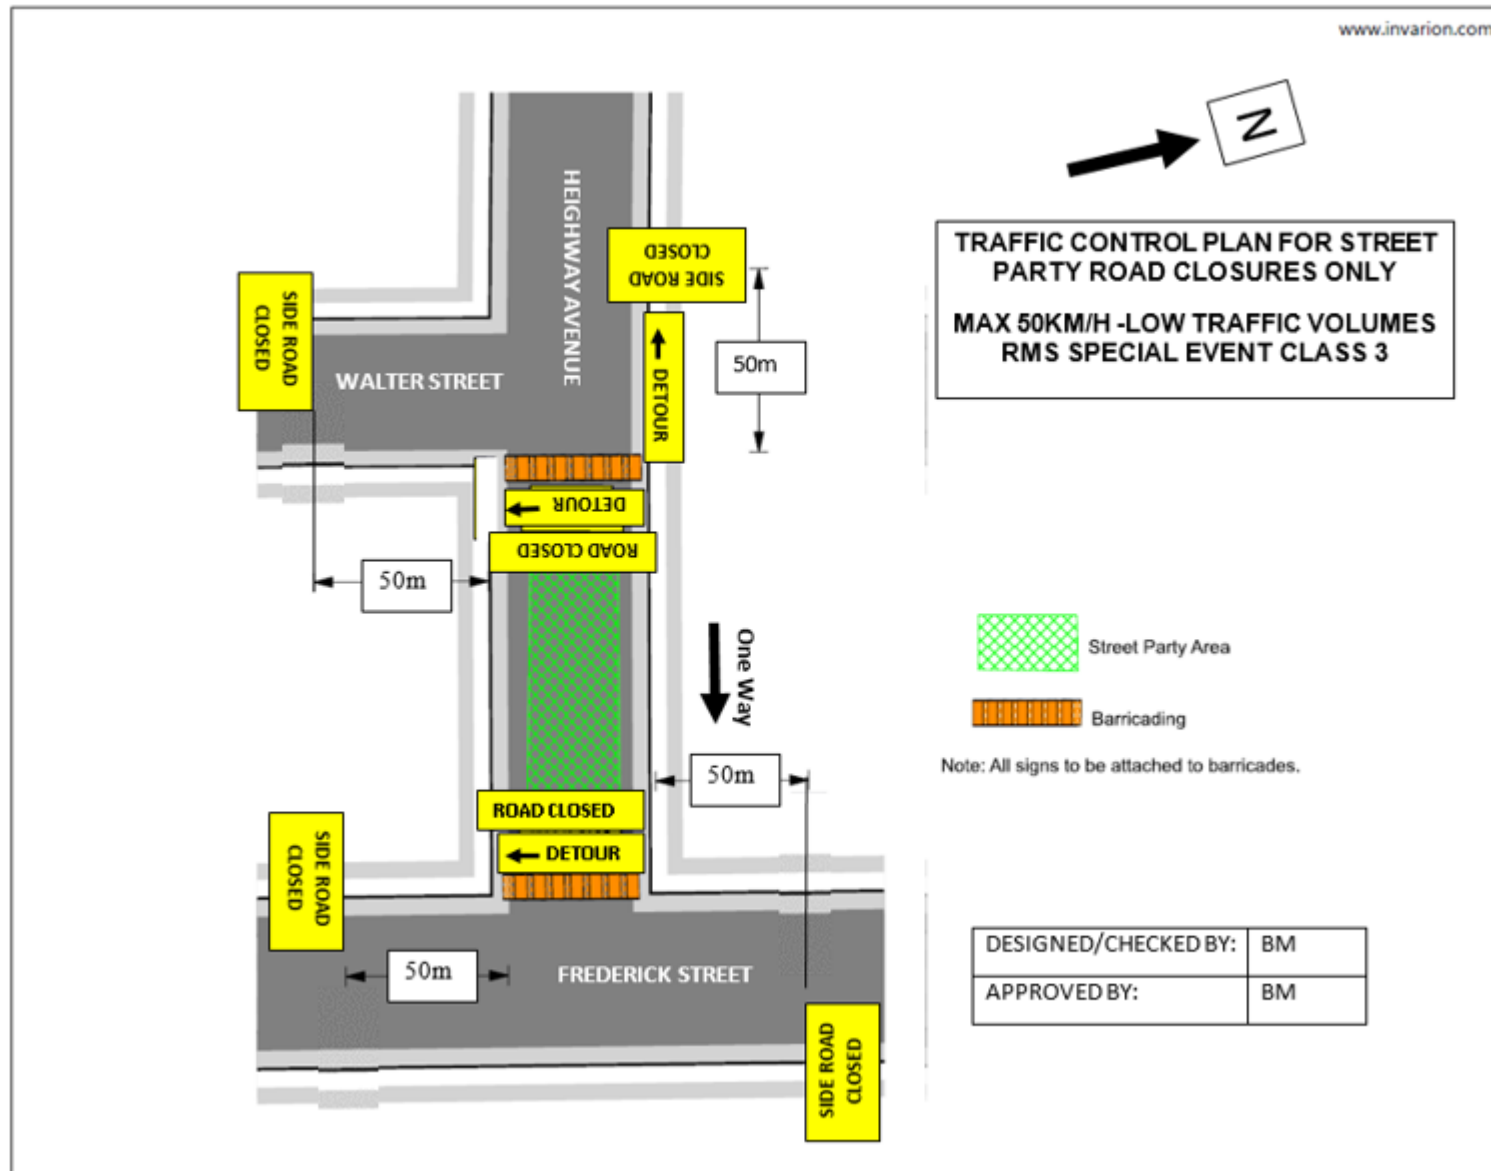 www.invarion.com
N
TRAFFIC CONTROL PLAN FOR STREET
PARTY ROAD CLOSURES ONLY
MAX 50KM/H -LOW TRAFFIC VOLUMES
RMS SPECIAL EVENT CLASS 3
HEIGHWAY AVENUE
SIDE ROAD
CLOSED
SIDE ROAD
CLOSED
WALTER STREET
DETOUR
50m
DETOUR
ROAD CLOSED
50m
One Way
Street Party Area
Barricading
Note: All signs to be attached to barricades.
50m
ROAD CLOSED
DETOUR
SIDE ROAD
CLOSED
50m
FREDERICK STREET
SIDE ROAD
CLOSED
DESIGNED/CHECKED BY: BM
APPROVED BY: BM